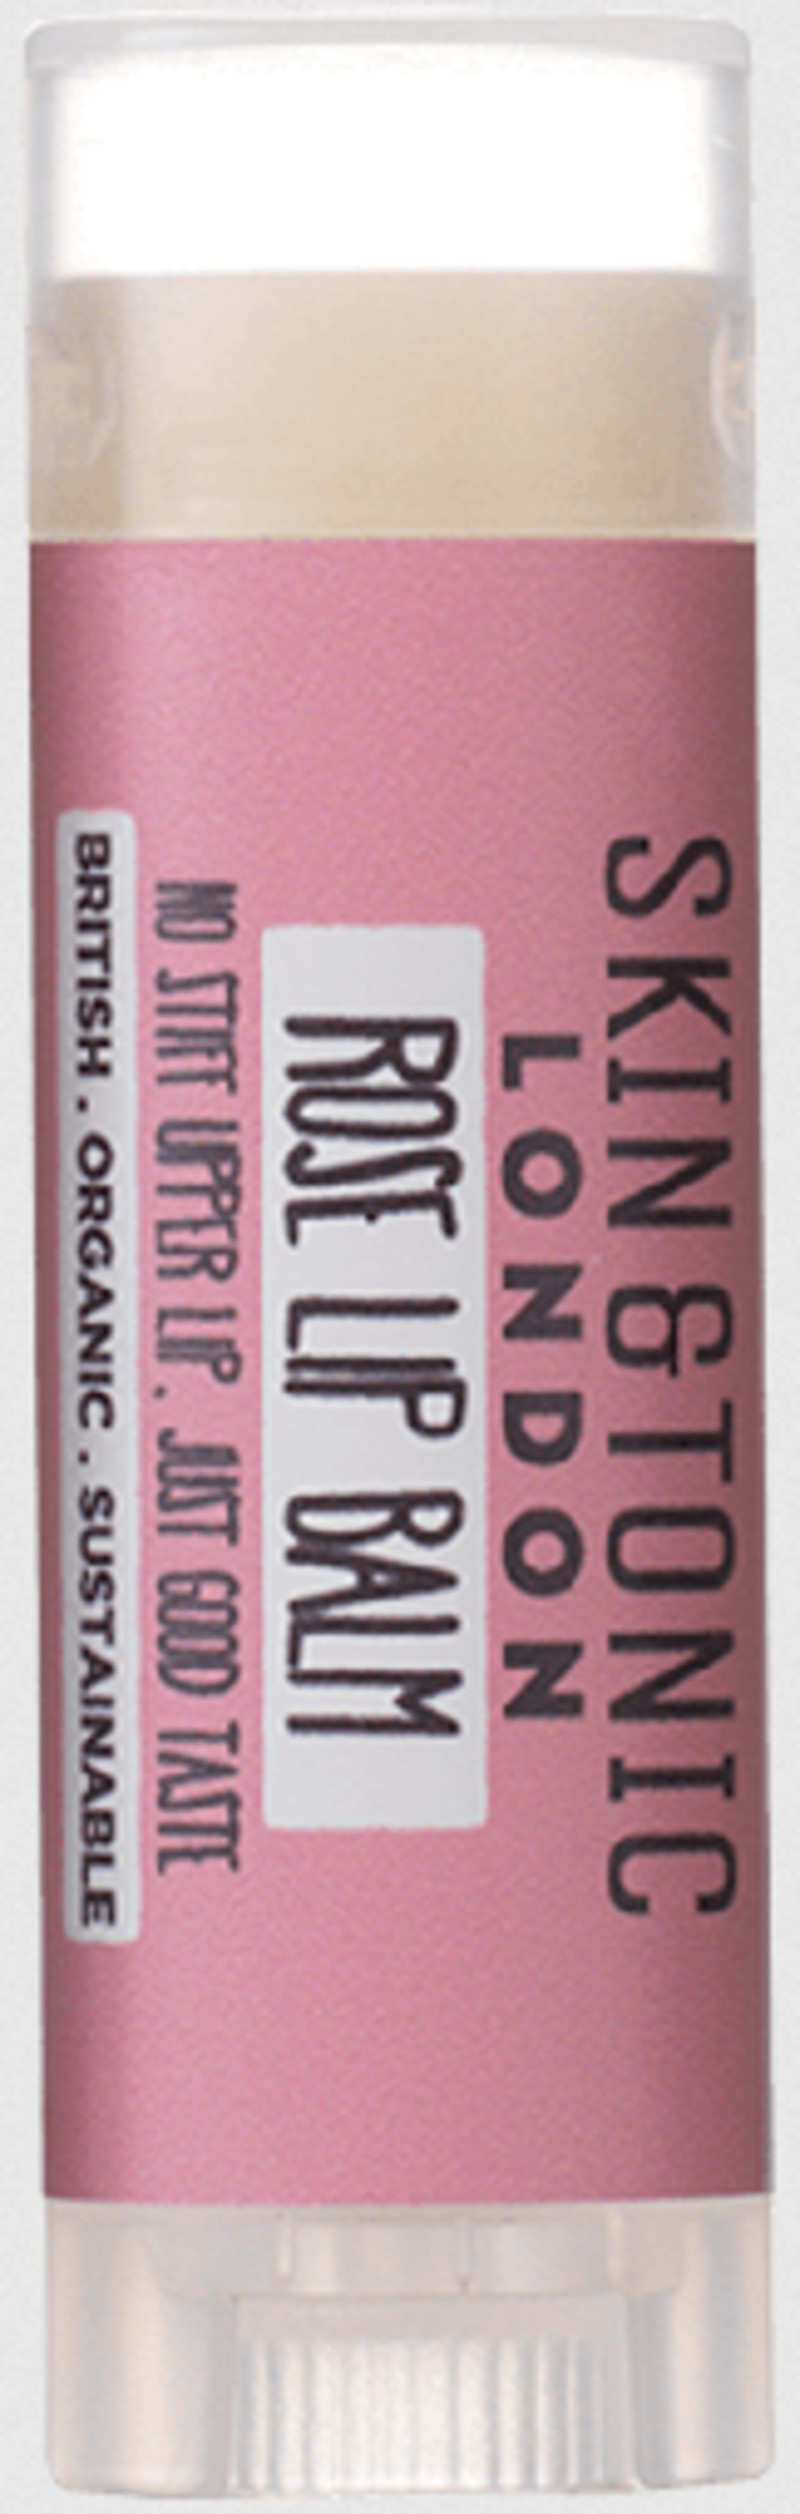 SKIN&TONIC
LONDON
ROSE LIP BALM
NO STIFF UPPER LIP. JUST GOOD TASTE
BRITISH . ORGANIC . SUSTAINABLE